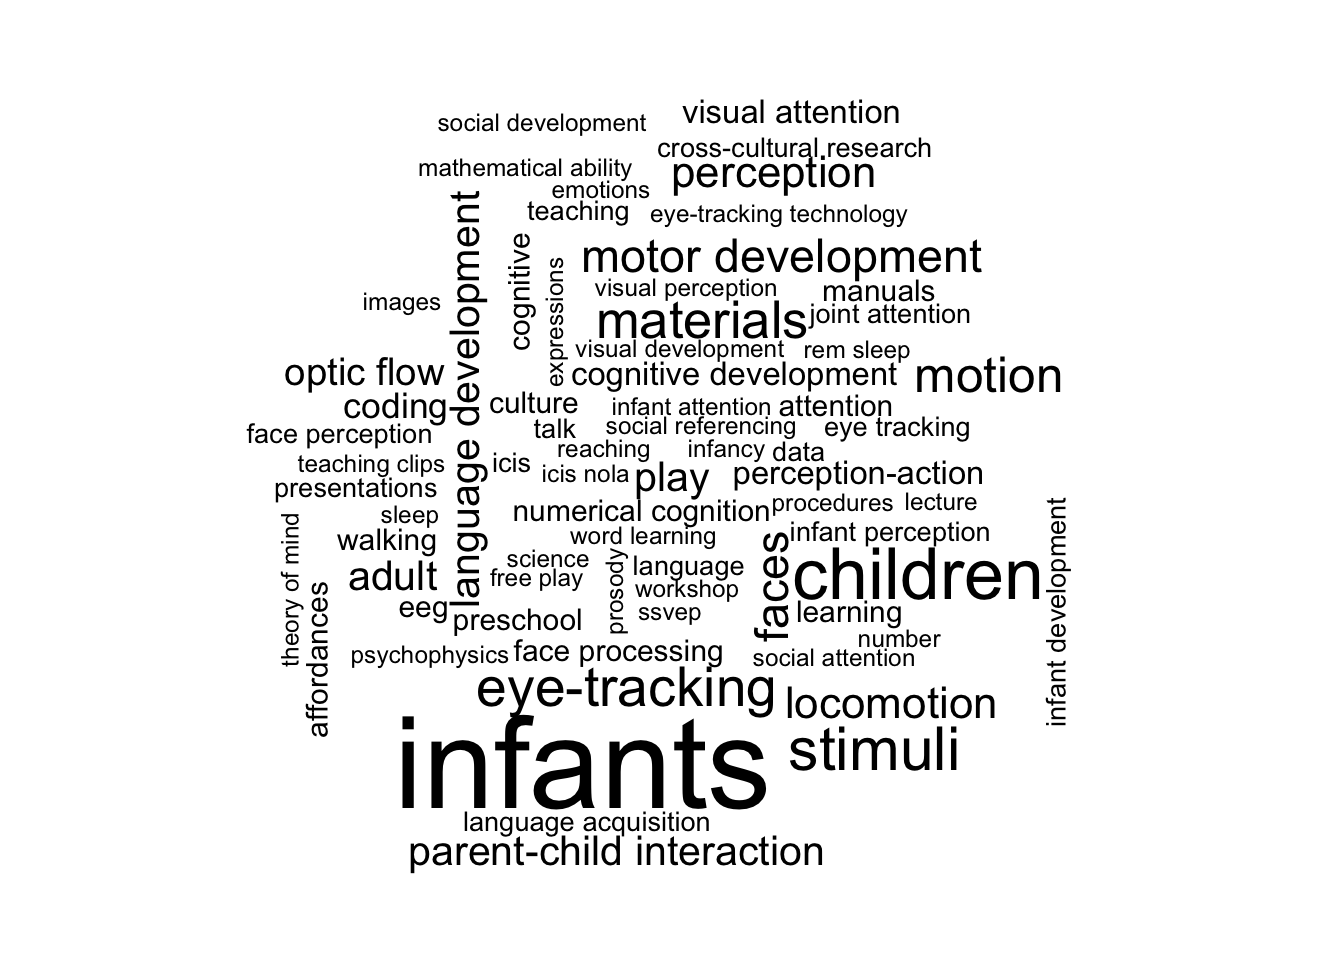 visual attention
social development
cross-cultural research
mathematical ability
perception
emotions
teaching
eye-tracking technology
language development
cognitive
expressions
motor development
visual perception
manuals
images
materials
joint attention
visual development
rem sleep
optic flow
cognitive development
motion
coding
culture
infant attention
attention
face perception
talk
social referencing
eye tracking
reaching
infancy
data
teaching clips
icis
icis nola
play
perception-action
presentations
procedures
lecture
sleep
numerical cognition
theory of mind
walking
word learning
faces
infant perception
infant development
science
prosody
language
adult
free play
children
workshop
affordances
eeg
preschool
ssvep
learning
number
psychophysics
face processing
social attention
eye-tracking
locomotion
infants
stimuli
language acquisition
parent-child interaction